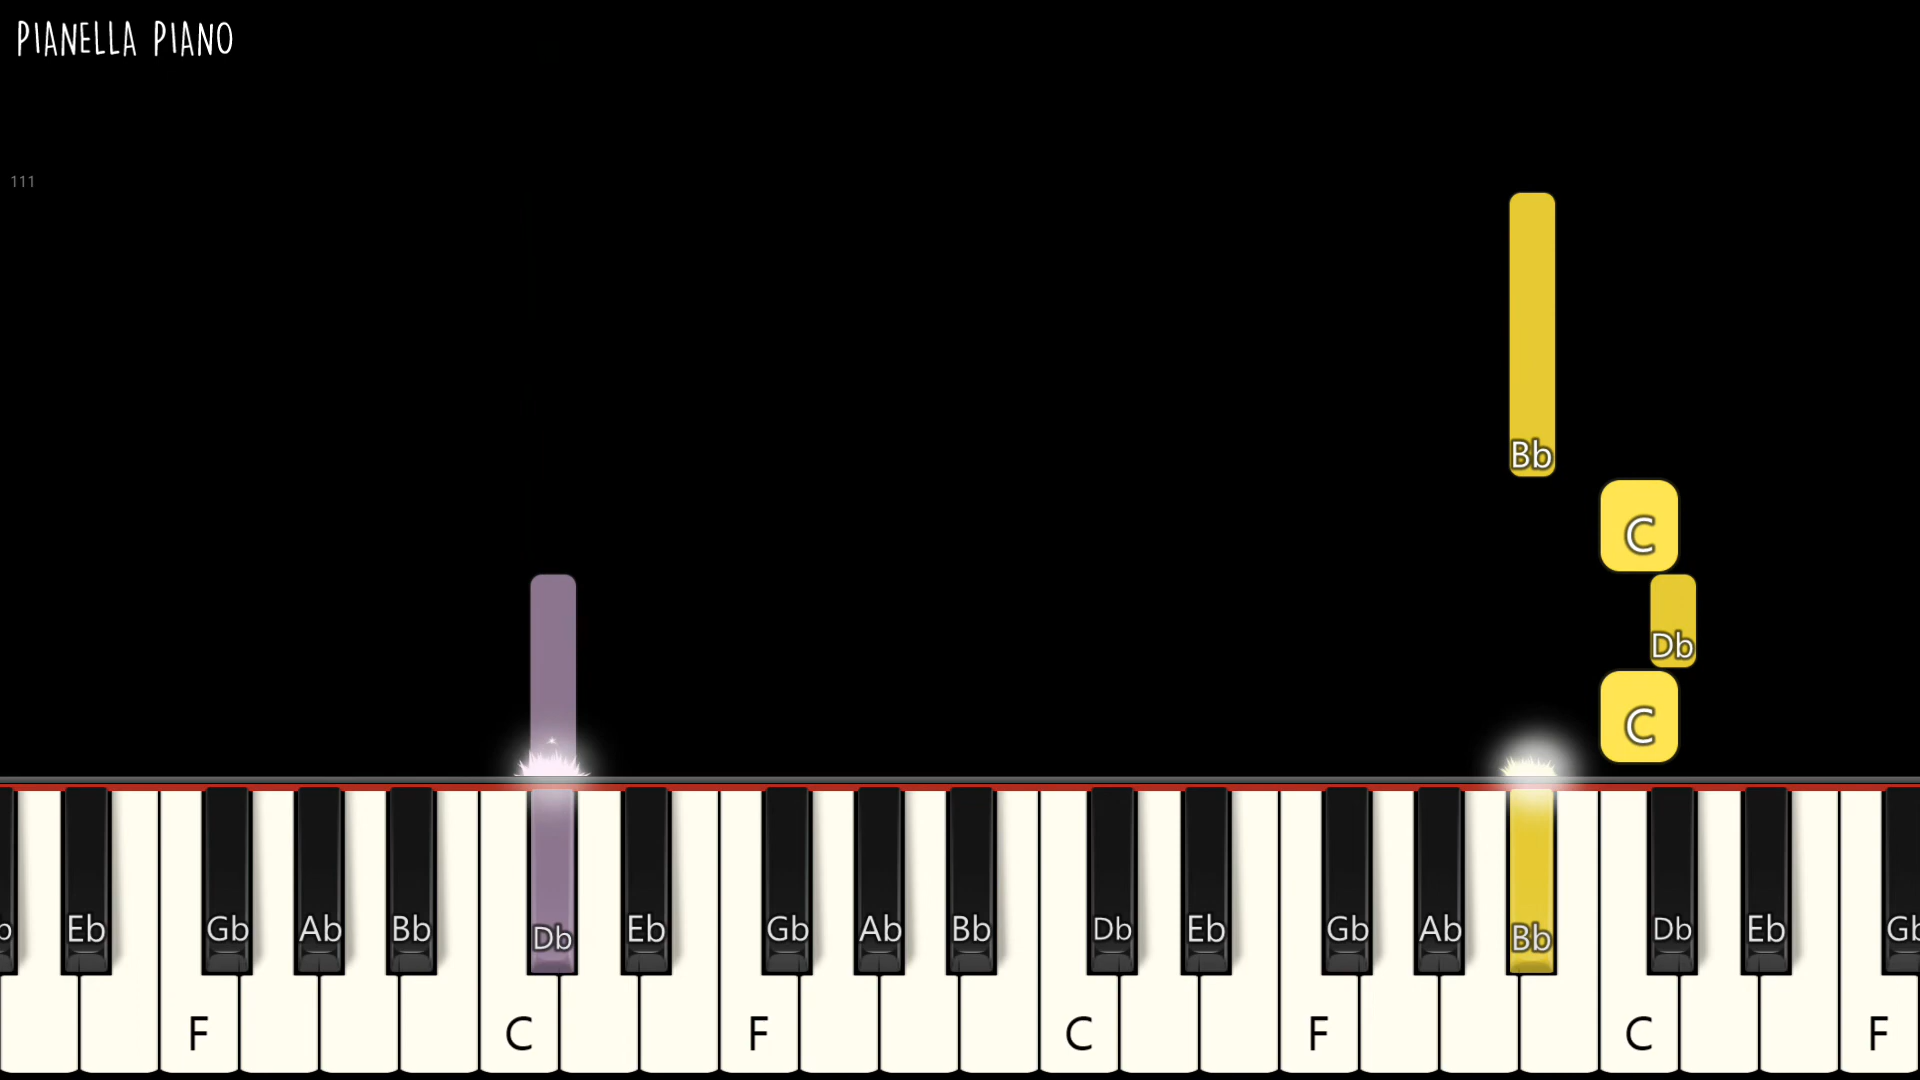 PIANELLA PIANO
111
Bb
C
Db
C
b Eb Gb Ab Bb Db Eb Gb Ab Bb Db Eb Gb Ab Bb Db Eb Gb
F C F C F C F